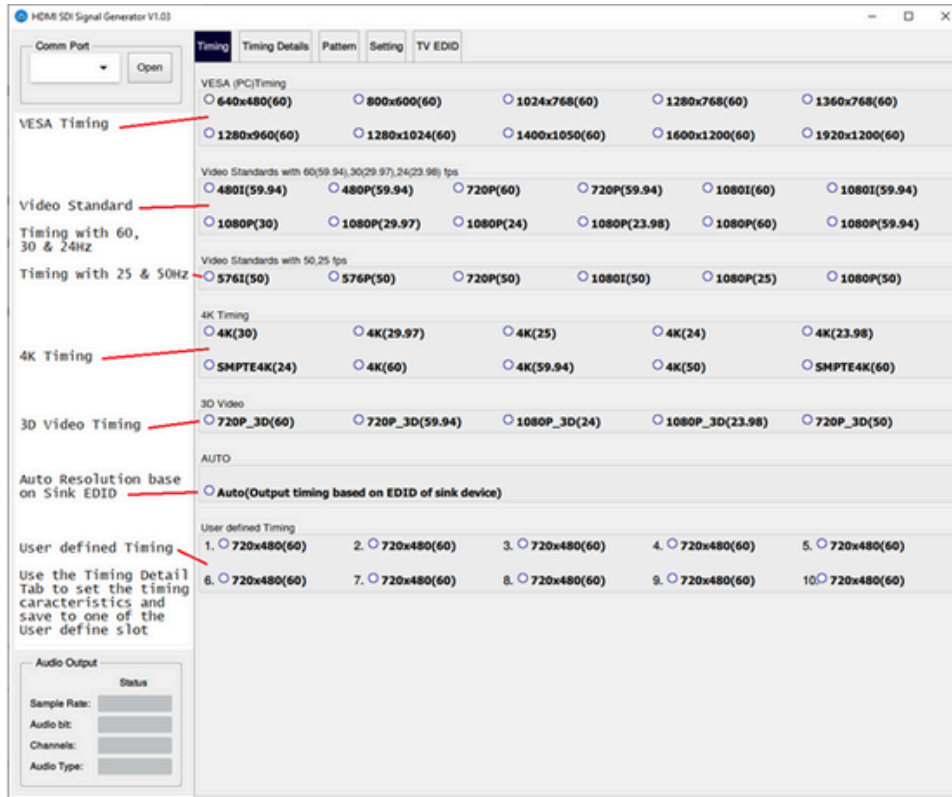 HDMI SDI Signal Generator V1.03
Comm Port
Open
Timing Timing Details Pattern Setting TV EDID
VESA (PC)Timing
640x480(60) 800x600(60) 1024x768(60) 1280x768(60) 1360x768(60)
VESA Timing
1280x960(60) 1280x1024(60) 1400x1050(60) 1600x1200(60) 1920x1200(60)
Video Standards with 60(59.94),30(29.97),24(23.98) fps
480I(59.94) 480P(59.94) 720P(60) 720P(59.94) 1080I(60) 1080I(59.94)
Video Standard
1080P(30) 1080P(29.97) 1080P(24) 1080P(23.98) 1080P(60) 1080P(59.94)
Timing with 60,
30 & 24Hz
Video Standards with 50,25 fps
Timing with 25 & 50Hz
576I(50) 576P(50) 720P(50) 1080I(50) 1080P(25) 1080P(50)
4K Timing
4K(30) 4K(29.97) 4K(25) 4K(24) 4K(23.98)
4K Timing
SMPTE4K(24) 4K(60) 4K(59.94) 4K(50) SMPTE4K(60)
3D Video
3D Video Timing
720P_3D(60) 720P_3D(59.94) 1080P_3D(24) 1080P_3D(23.98) 720P_3D(50)
AUTO
Auto Resolution base
on Sink EDID
Auto(Output timing based on EDID of sink device)
User defined Timing
1. 720x480(60) 2. 720x480(60) 3. 720x480(60) 4. 720x480(60) 5. 720x480(60)
User defined Timing
6. 720x480(60) 7. 720x480(60) 8. 720x480(60) 9. 720x480(60) 10. 720x480(60)
Use the Timing Detail
Tab to set the timing
caracteristics and
save to one of the
User define slot
Audio Output
Status
Sample Rate:
Audio bit:
Channels:
Audio Type: